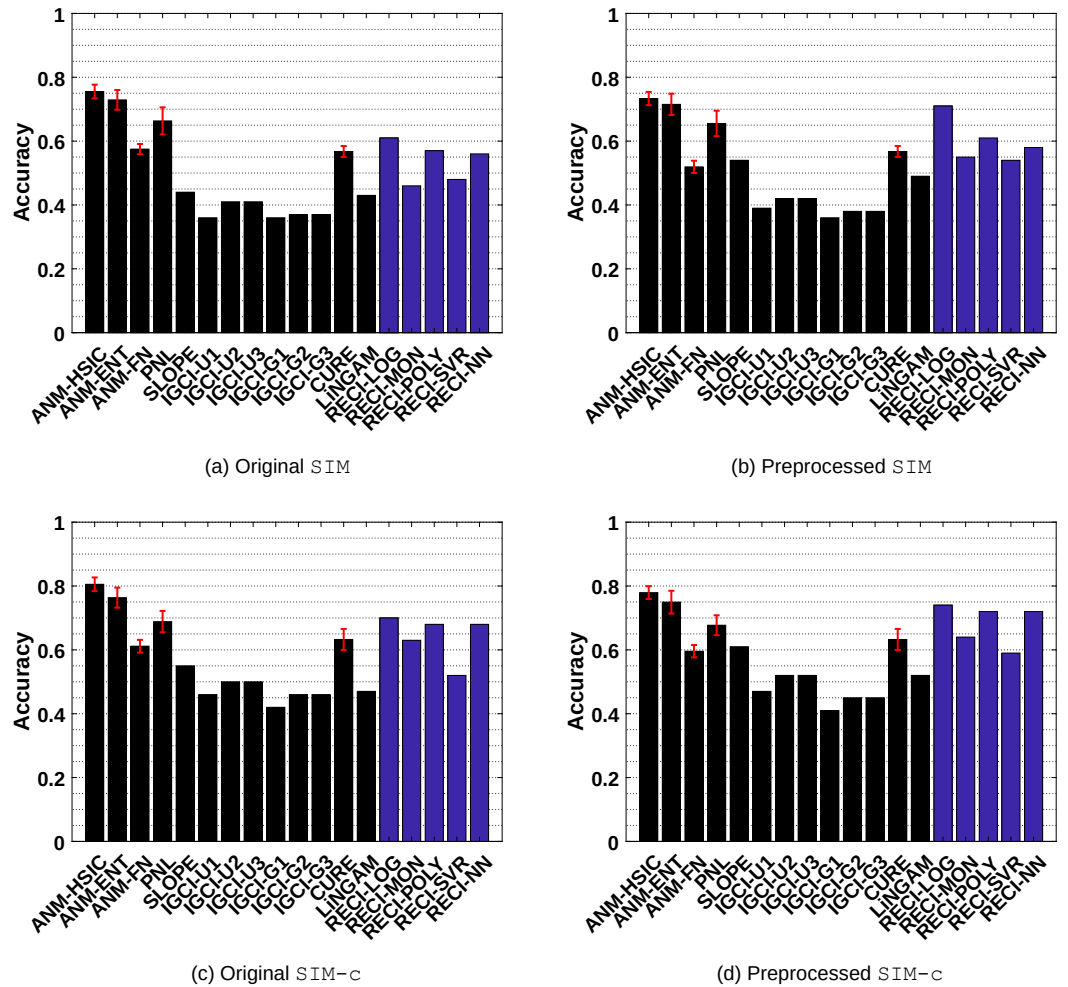 1
0.8
0.6
0.4
0.2
0
Accuracy
ANM-HSIC
ANM-ENT
ANM-FN
PNL
SLOPE
IGCI-U1
IGCI-U2
IGCI-U3
IGCI-G1
IGCI-G2
IGCI-G3
CURE
LiNGAM
RECI-LOG
RECI-MON
RECI-POLY
RECI-SVR
RECI-NN
(a) Original SIM
1
0.8
0.6
0.4
0.2
0
Accuracy
ANM-HSIC
ANM-ENT
ANM-FN
PNL
SLOPE
IGCI-U1
IGCI-U2
IGCI-U3
IGCI-G1
IGCI-G2
IGCI-G3
CURE
LiNGAM
RECI-LOG
RECI-MON
RECI-POLY
RECI-SVR
RECI-NN
(b) Preprocessed SIM
1
0.8
0.6
0.4
0.2
0
Accuracy
ANM-HSIC
ANM-ENT
ANM-FN
PNL
SLOPE
IGCI-U1
IGCI-U2
IGCI-U3
IGCI-G1
IGCI-G2
IGCI-G3
CURE
LiNGAM
RECI-LOG
RECI-MON
RECI-POLY
RECI-SVR
RECI-NN
(c) Original SIM-c
1
0.8
0.6
0.4
0.2
0
Accuracy
ANM-HSIC
ANM-ENT
ANM-FN
PNL
SLOPE
IGCI-U1
IGCI-U2
IGCI-U3
IGCI-G1
IGCI-G2
IGCI-G3
CURE
LiNGAM
RECI-LOG
RECI-MON
RECI-POLY
RECI-SVR
RECI-NN
(d) Preprocessed SIM-c